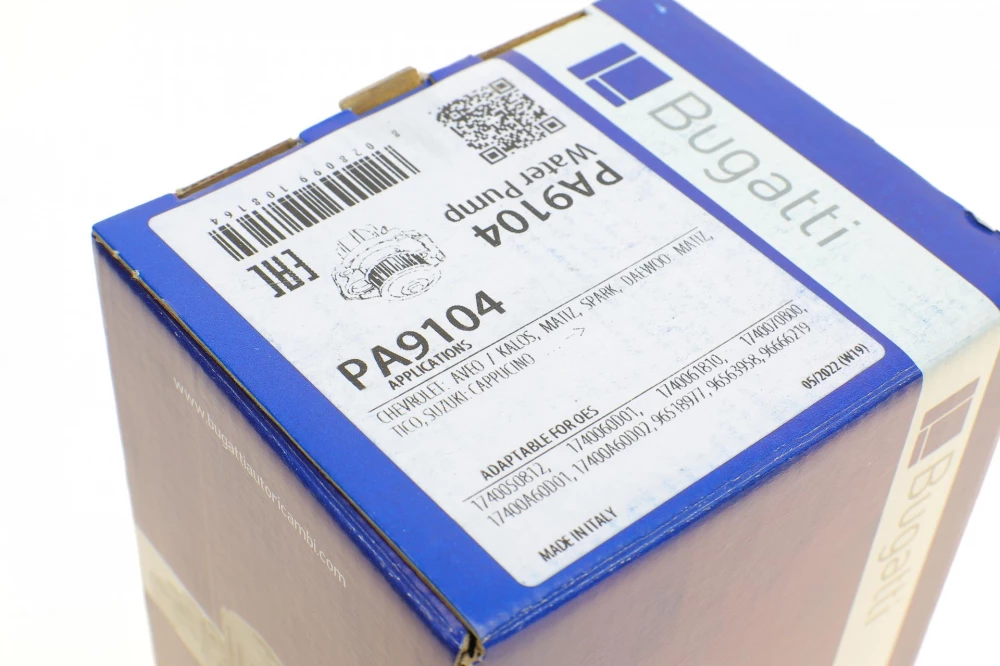 Bugatti
PA9104
Water Pump
028099108164
EAC
PA9104
APPLICATIONS
CHEVROLET: AVEO / KALOS, MATIZ, SPARK, DAEWOO: MATIZ,
TICO, SUZUKI: CAPPUCINO
ADAPTABLE FOR OES
1740050812, 1740060D01, 1740061810, 1740070B00,
17400A60D01, 17400A60D02, 96518977, 96563958, 96666219
MADE IN ITALY
05/2022 (W19)
www.bugattiautoricambi.com
Bugatti